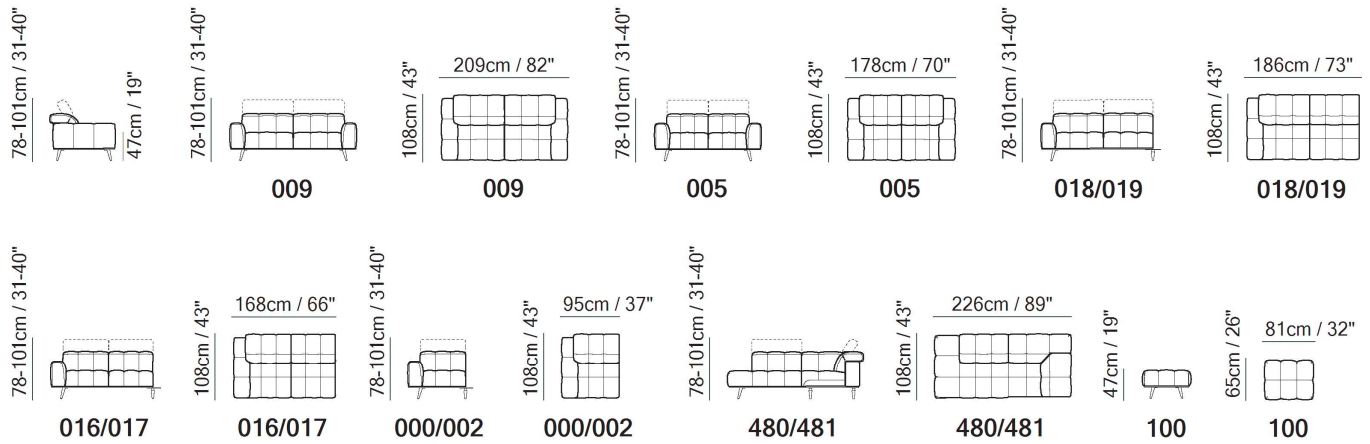 78-101cm / 31-40"
47cm / 19"
78-101cm / 31-40"
009
108cm / 43"
209cm / 82"
009
78-101cm / 31-40"
005
108cm / 43"
178cm / 70"
005
78-101cm / 31-40"
018/019
108cm / 43"
186cm / 73"
018/019
78-101cm / 31-40"
016/017
108cm / 43"
168cm / 66"
016/017
78-101cm / 31-40"
000/002
108cm / 43"
95cm / 37"
000/002
78-101cm / 31-40"
480/481
108cm / 43"
226cm / 89"
480/481
47cm / 19"
100
65cm / 26"
81cm / 32"
100